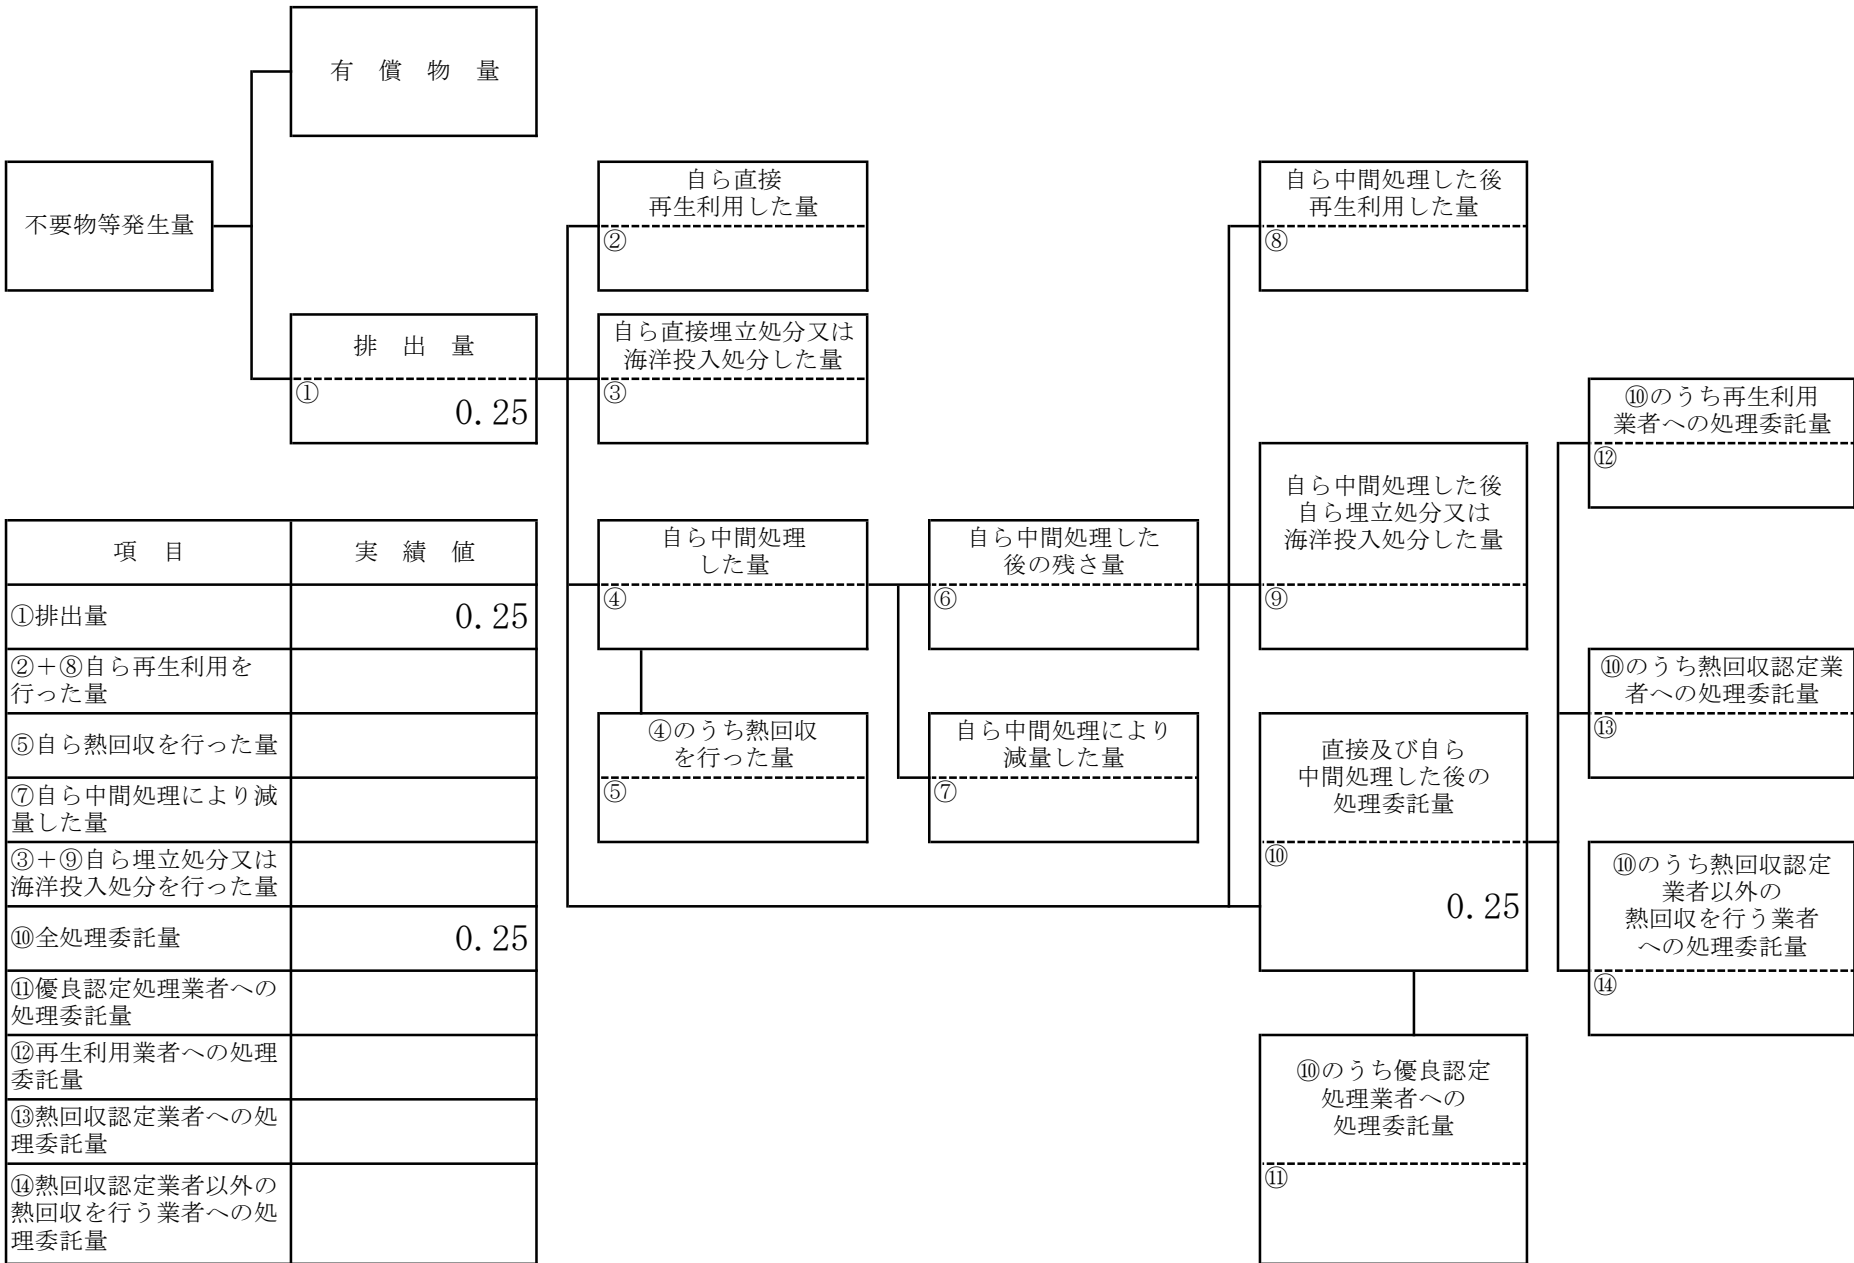 有 償 物 量
不要物等発生量
排 出 量
①
0.25
自ら直接
再生利用した量
②
自ら直接埋立処分又は
海洋投入処分した量
③
自ら中間処理
した量
④
④のうち熱回収
を行った量
⑤
自ら中間処理した
後の残さ量
⑥
自ら中間処理により
減量した量
⑦
自ら中間処理した後
再生利用した量
⑧
自ら中間処理した後
自ら埋立処分又は
海洋投入処分した量
⑨
直接及び自ら
中間処理した後の
処理委託量
⑩
0.25
⑩のうち優良認定
処理業者への
処理委託量
⑪
⑩のうち再生利用
業者への処理委託量
⑫
⑩のうち熱回収認定業
者への処理委託量
⑬
⑩のうち熱回収認定
業者以外の
熱回収を行う業者
への処理委託量
⑭
項 目 実 績 値
①排出量 0.25
②+⑧自ら再生利用を
行った量
⑤自ら熱回収を行った量
⑦自ら中間処理により減
量した量
③+⑨自ら埋立処分又は
海洋投入処分を行った量
⑩全処理委託量 0.25
⑪優良認定処理業者への
処理委託量
⑫再生利用業者への処理
委託量
⑬熱回収認定業者への処
理委託量
⑭熱回収認定業者以外の
熱回収を行う業者への処
理委託量